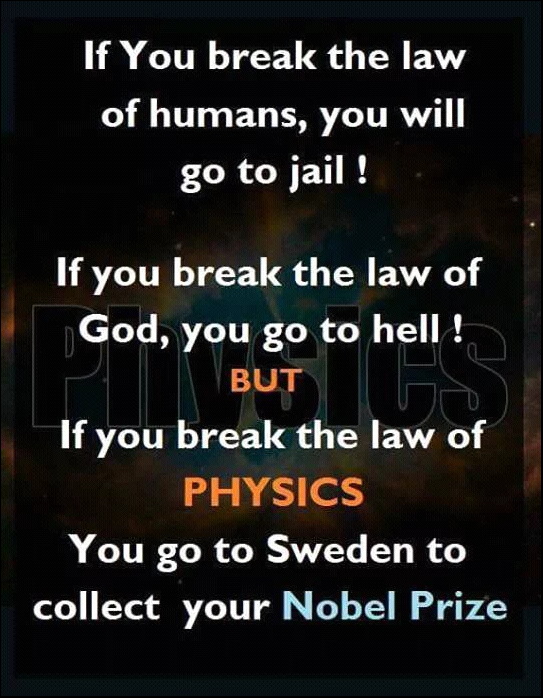 If You break the law
of humans, you will
go to jail !
If you break the law of
God, you go to hell !
BUT
If you break the law of
PHYSICS
You go to Sweden to
collect your Nobel Prize
Physics